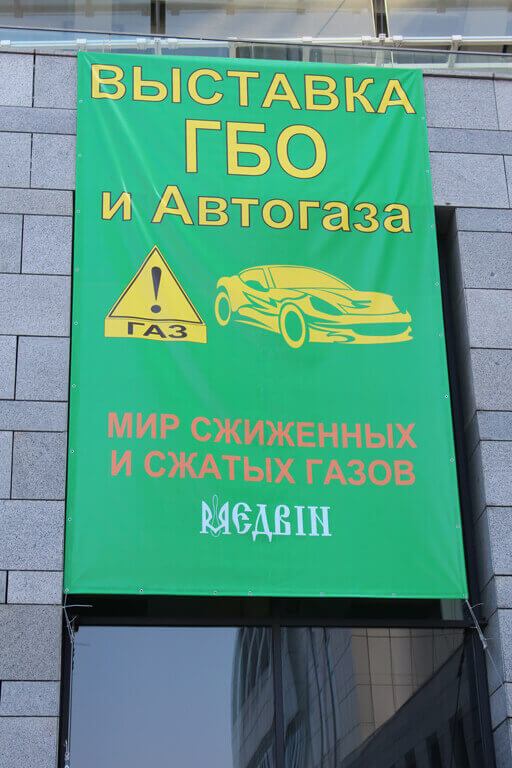 ВЫСТАВКА
ГБО
и Автогаза
ГАЗ
МИР СЖИЖЕННЫХ
И СЖАТЫХ ГАЗОВ
МЕДВІН